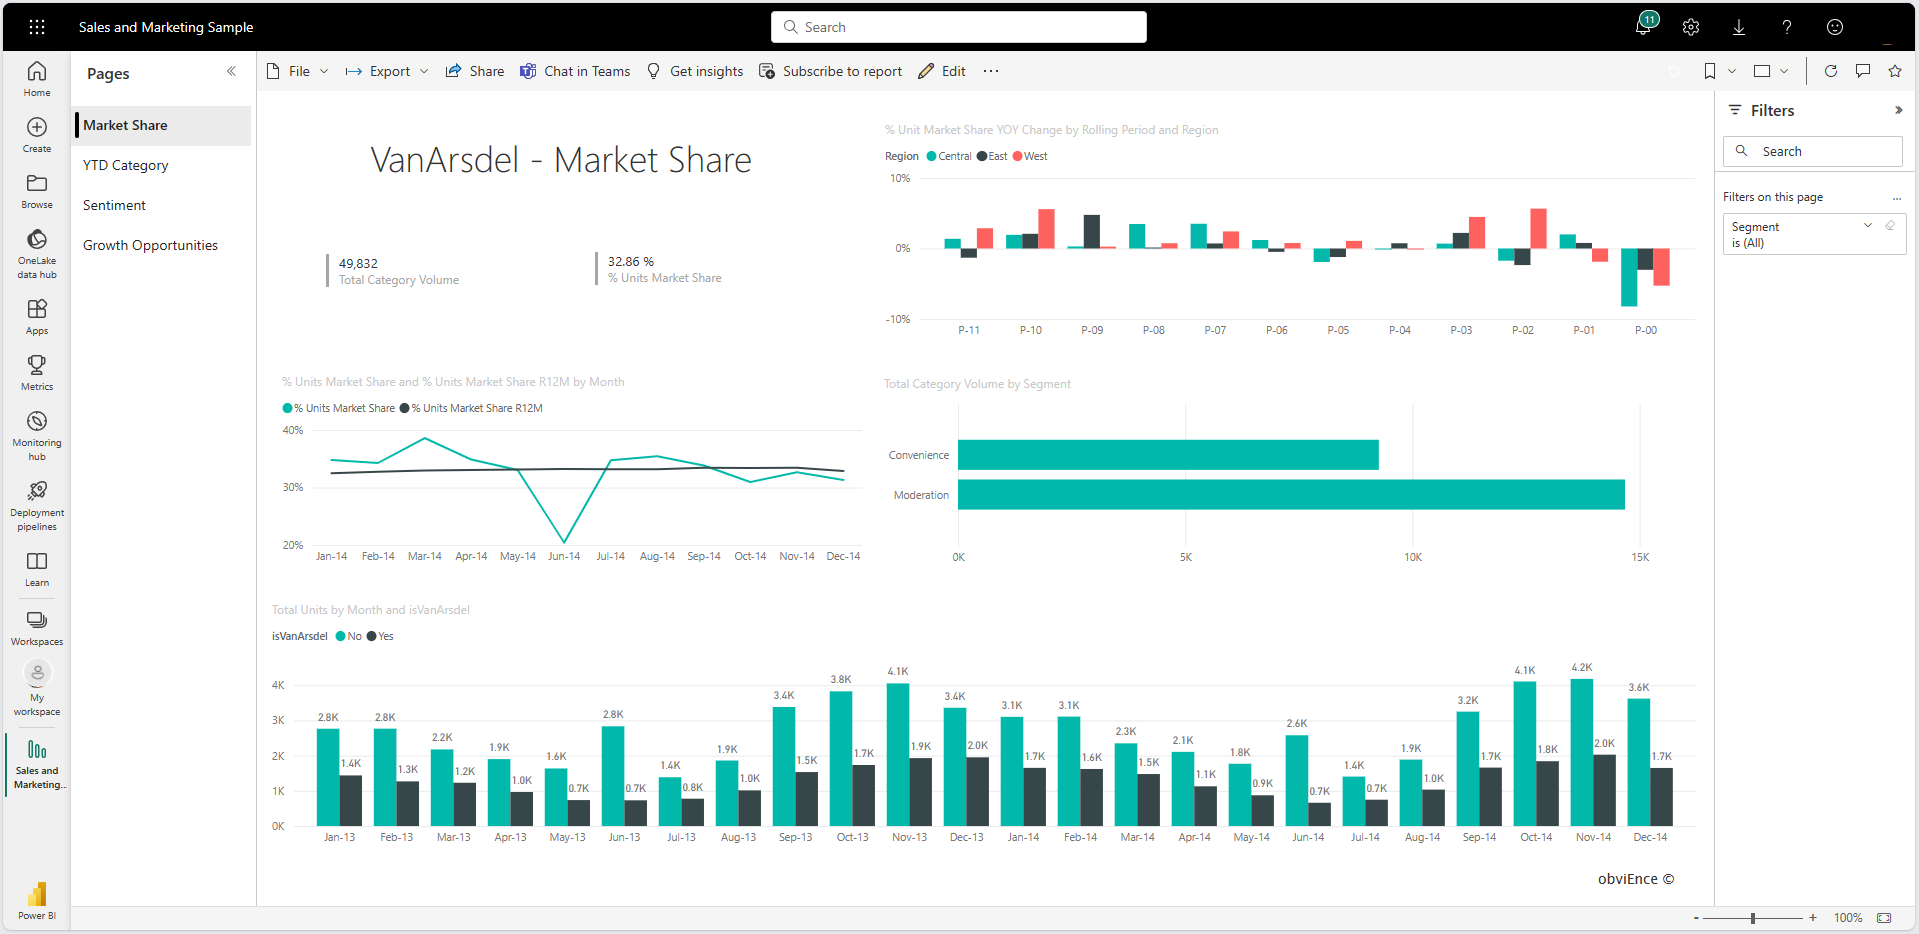 Sales and Marketing Sample
Search
11
?
Home
Create
Browse
OneLake
data hub
Apps
Metrics
Monitoring
hub
Deployment
pipelines
Learn
Workspaces
My
workspace
Sales and
Marketing...
Power BI
Pages
Market Share
YTD Category
Sentiment
Growth Opportunities
File
Export
Share
Chat in Teams
Get insights
Subscribe to report
Edit
VanArsdel - Market Share
49,832
Total Category Volume
32.86 %
% Units Market Share
% Unit Market Share YOY Change by Rolling Period and Region
Region Central East West
10%
0%
-10%
P-11 P-10 P-09 P-08 P-07 P-06 P-05 P-04 P-03 P-02 P-01 P-00
% Units Market Share and % Units Market Share R12M by Month
% Units Market Share % Units Market Share R12M
40%
30%
20%
Jan-14 Feb-14 Mar-14 Apr-14 May-14 Jun-14 Jul-14 Aug-14 Sep-14 Oct-14 Nov-14 Dec-14
Total Category Volume by Segment
Convenience
Moderation
0K 5K 10K 15K
Total Units by Month and isVanArsdel
isVanArsdel No Yes
4K
3K
2K
1K
0K
2.8K 1.4K 2.8K 1.3K 2.2K 1.2K 1.9K 1.0K 1.6K 0.7K 2.8K 0.7K 1.4K 0.8K 1.9K 1.0K 3.4K 1.5K 3.8K 1.7K 4.1K 1.9K 3.4K 2.0K 3.1K 1.7K 3.1K 1.6K 2.3K 1.5K 2.1K 1.1K 1.8K 0.9K 2.6K 0.7K 1.4K 0.7K 1.9K 1.0K 3.2K 1.7K 4.1K 1.8K 4.2K 2.0K 3.6K 1.7K
Jan-13 Feb-13 Mar-13 Apr-13 May-13 Jun-13 Jul-13 Aug-13 Sep-13 Oct-13 Nov-13 Dec-13 Jan-14 Feb-14 Mar-14 Apr-14 May-14 Jun-14 Jul-14 Aug-14 Sep-14 Oct-14 Nov-14 Dec-14
obviEnce ©
Filters
Search
Filters on this page
Segment
is (All)
- + 100%